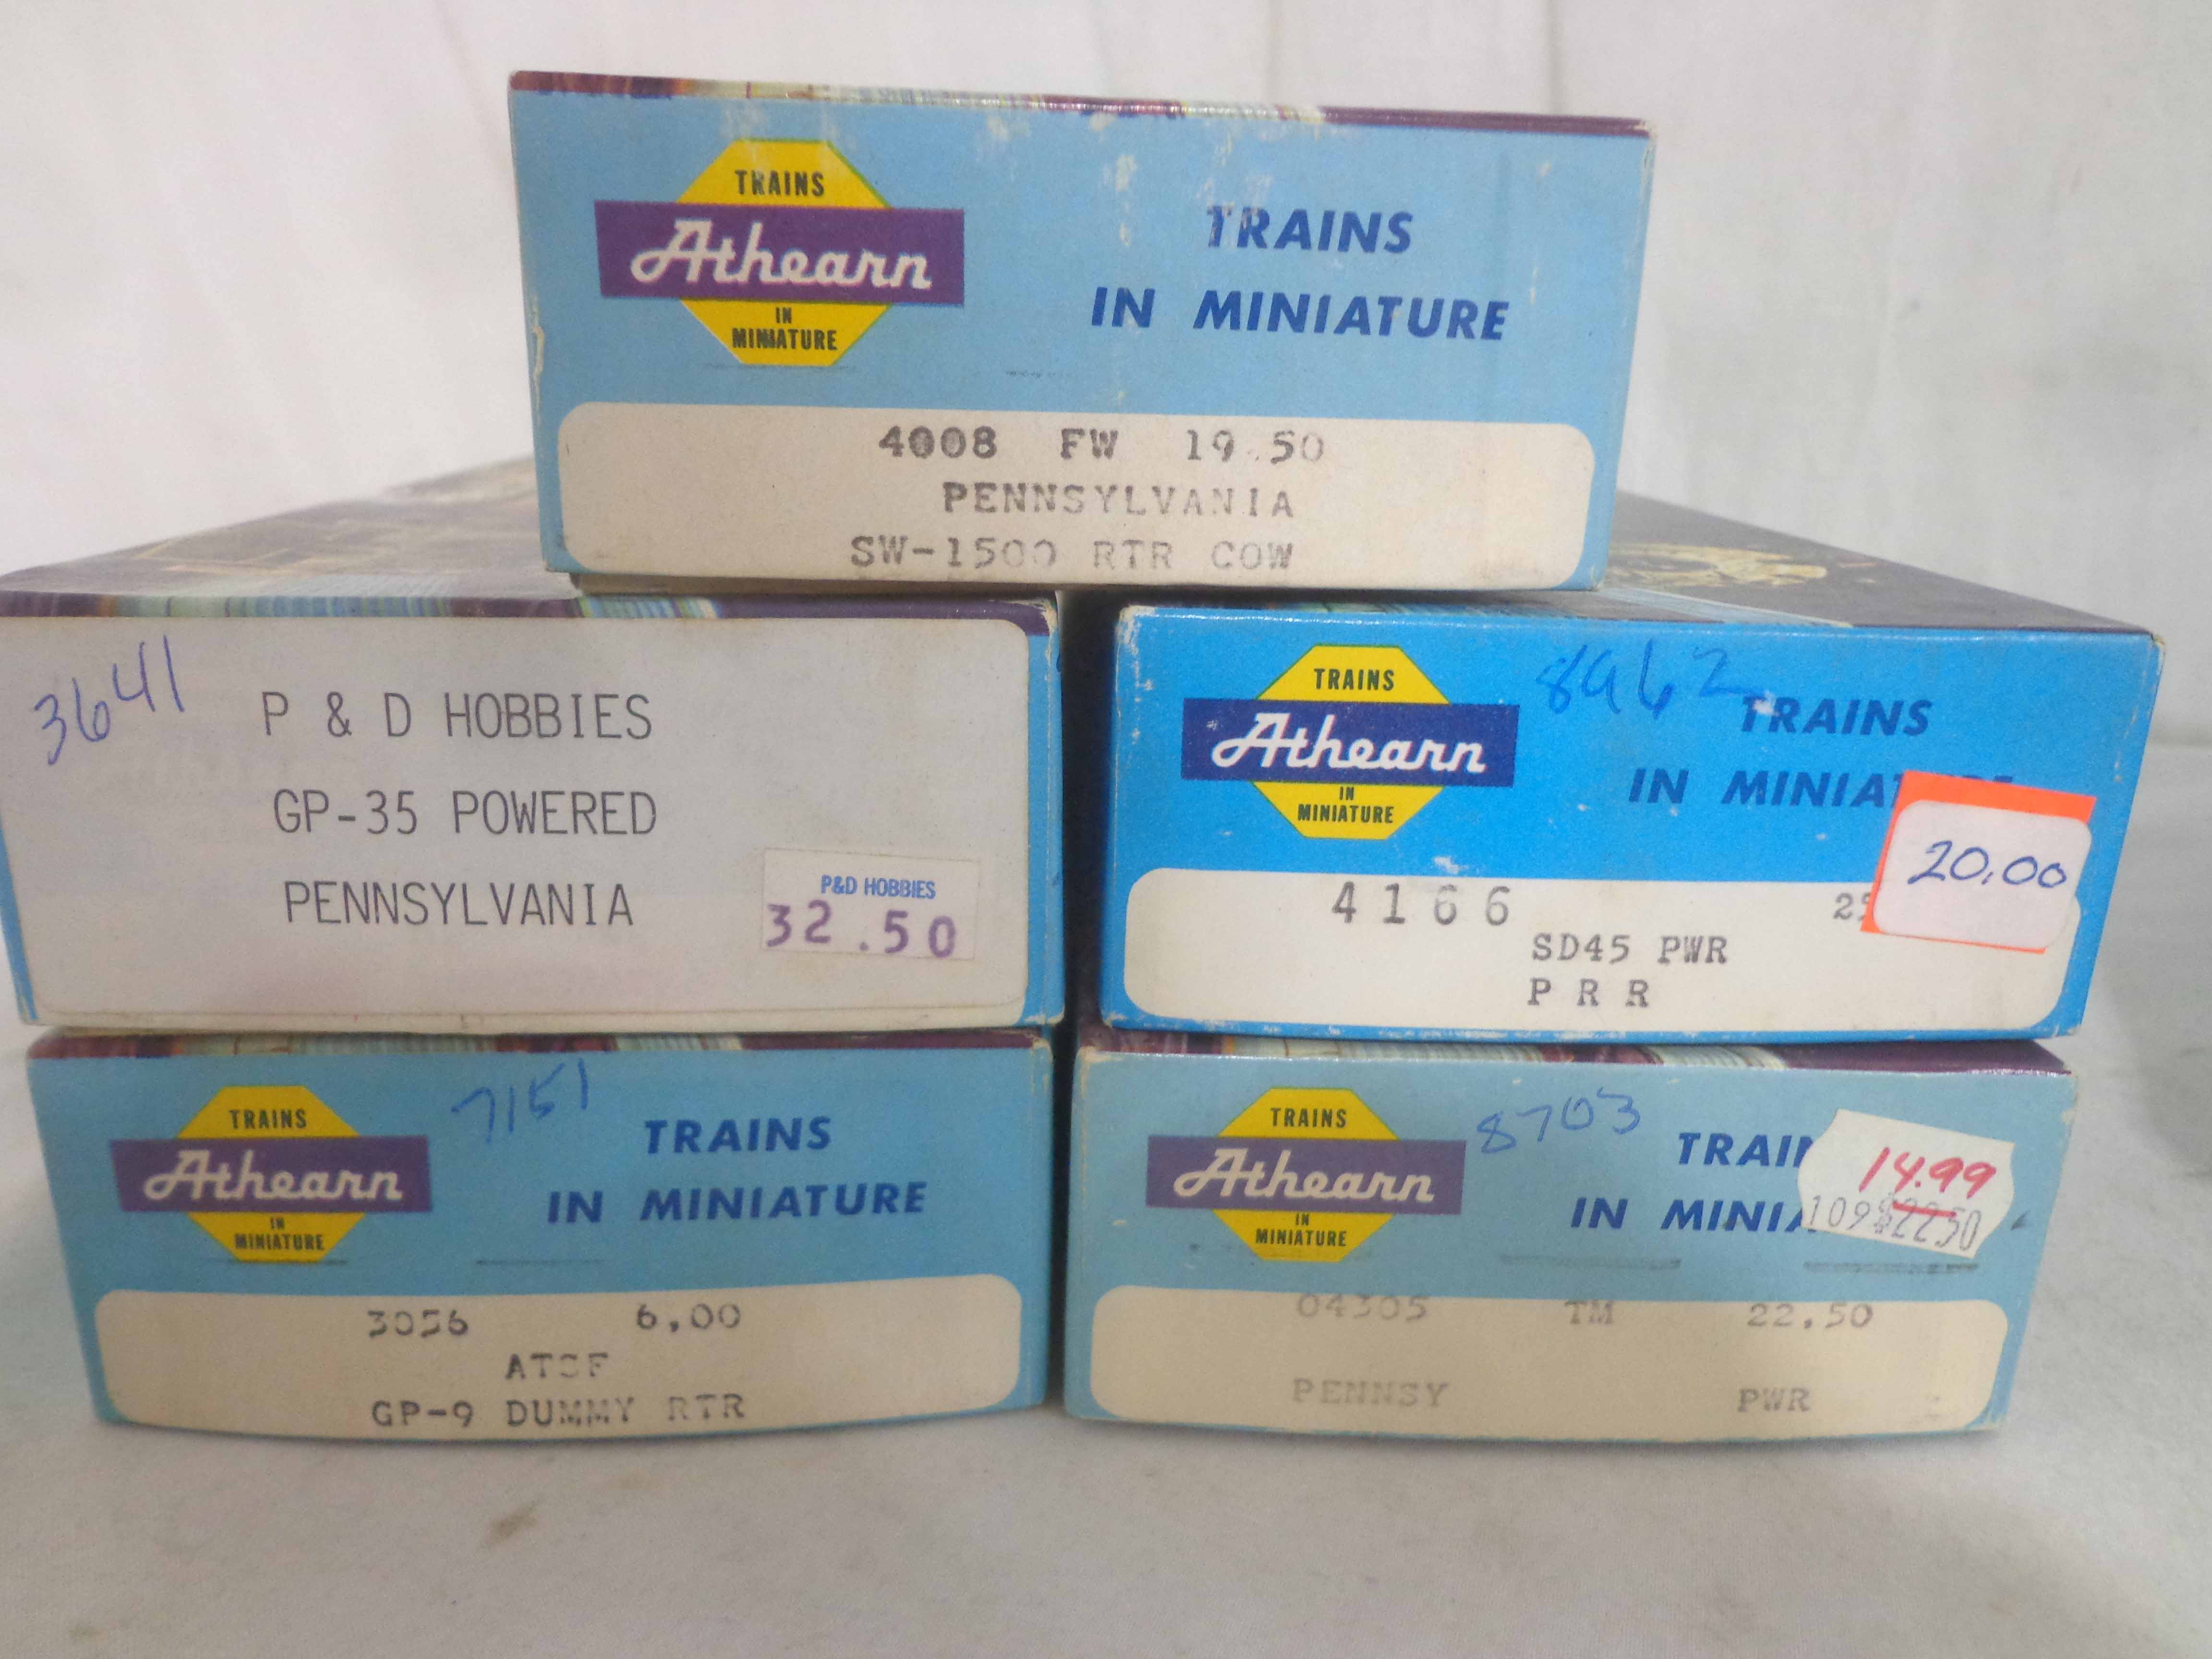 TRAINS
Athearn
IN
MINIATURE
TRAINS
IN MINIATURE
4008 FW 19.50
PENNSYLVANIA
SW-1500 RTR COW
3641
P & D HOBBIES
GP-35 POWERED
PENNSYLVANIA
P&D HOBBIES
32.50
TRAINS
Athearn
IN
MINIATURE
8962
TRAINS
IN
20.00
4166
SD45 PWR
P R R
TRAINS
Athearn
IN
MINIATURE
7151
TRAINS
IN MINIATURE
3056 6,00
ATSF
GP-9 DUMMY RTR
TRAINS
Athearn
IN
MINIATURE
8703
IN
14.99
2250
04305 TM 22,50
PENNSY PWR